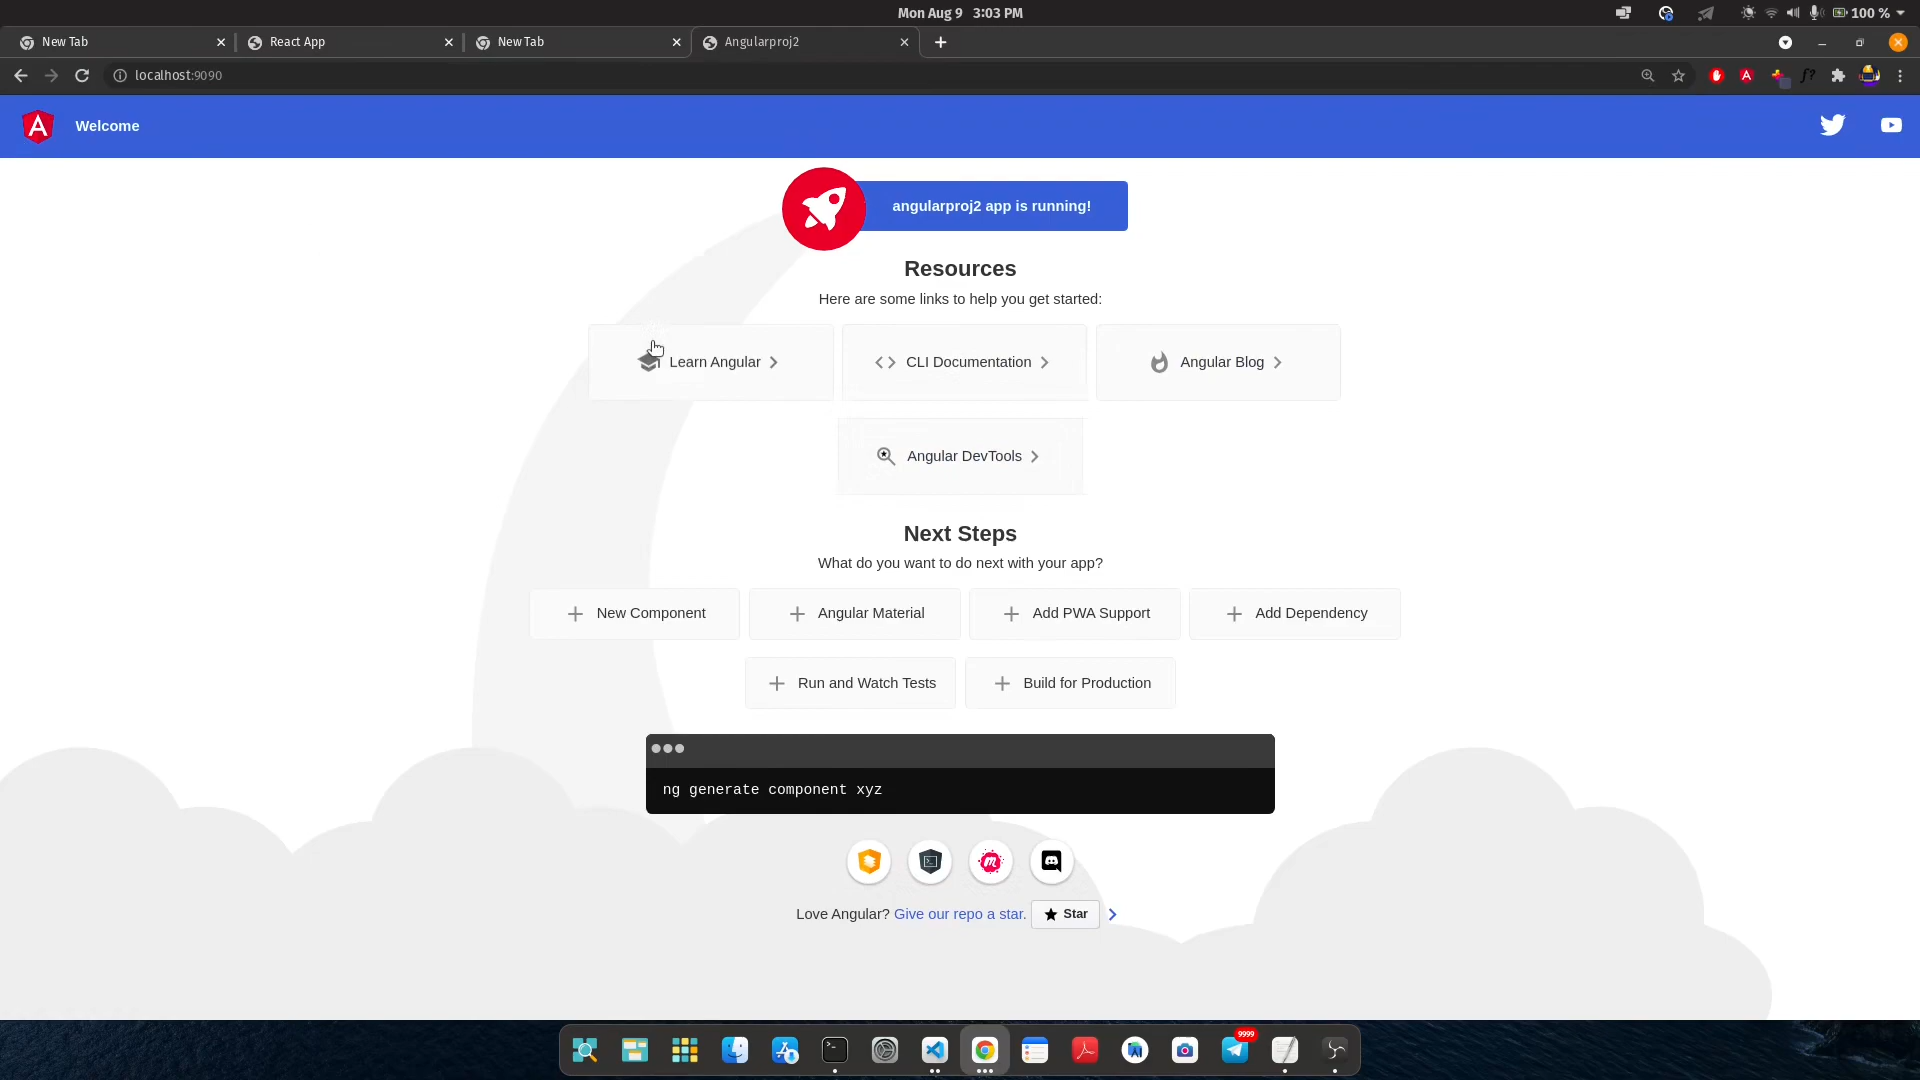 Mon Aug 9 3:03 PM
100 %
New Tab
React App
New Tab
Angularproj2
localhost:9090
Welcome
angularproj2 app is running!
Resources
Here are some links to help you get started:
Learn Angular
CLI Documentation
Angular Blog
Angular DevTools
Next Steps
What do you want to do next with your app?
New Component
Angular Material
Add PWA Support
Add Dependency
Run and Watch Tests
Build for Production
ng generate component xyz
Love Angular? Give our repo a star. Star
9999